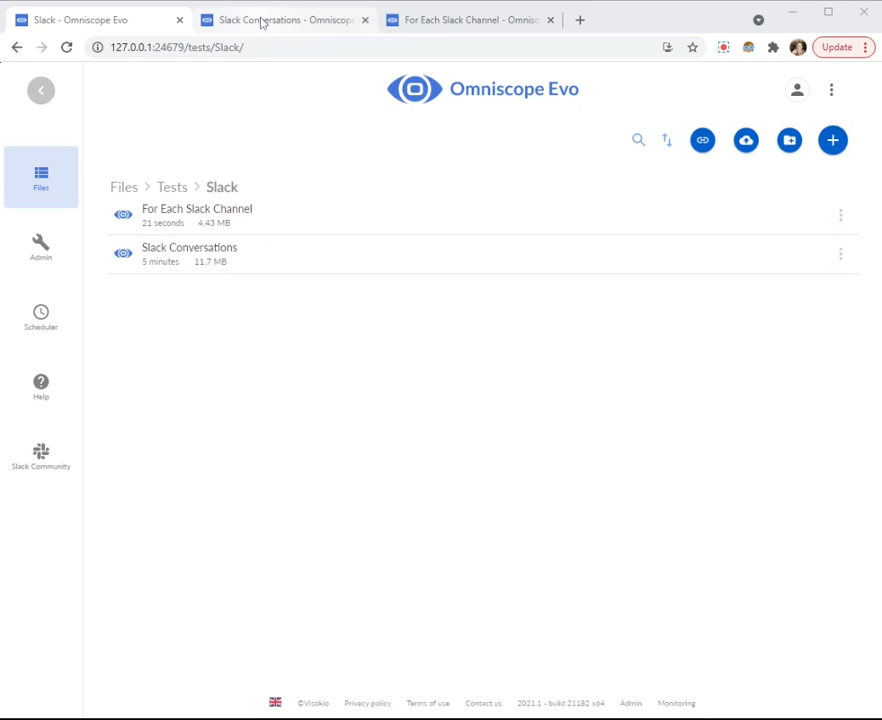 Slack - Omniscope Evo
Slack Conversations - Omniscope
For Each Slack Channel - Omnisc
127.0.0.1:24679/tests/Slack/
Update
Omniscope Evo
Files
Admin
Scheduler
Help
Slack Community
Files > Tests > Slack
For Each Slack Channel
21 seconds 4.43 MB
Slack Conversations
5 minutes 11.7 MB
©Visokio Privacy policy Terms of use Contact us 2021.1 - build 21182 x64 Admin Monitoring